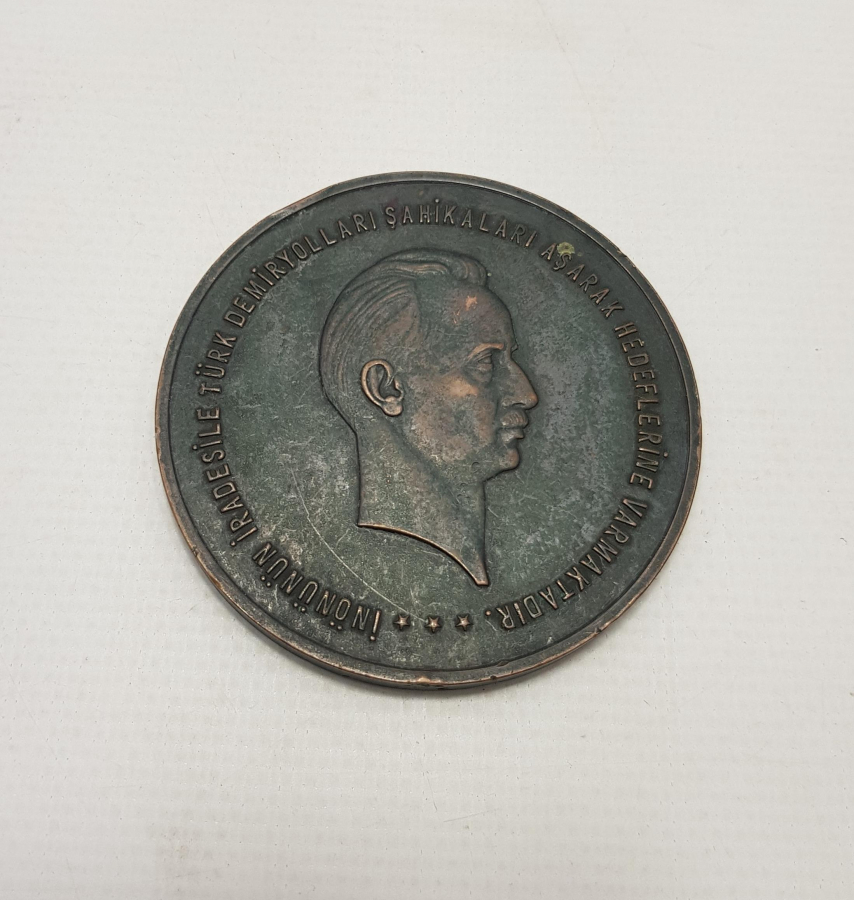 İNÖNÜNÜN İRADESİLE TÜRK DEMİRYOLLARI ŞAHİKALARI AŞARAK HEDEFLERİNE VARMAKTADIR.